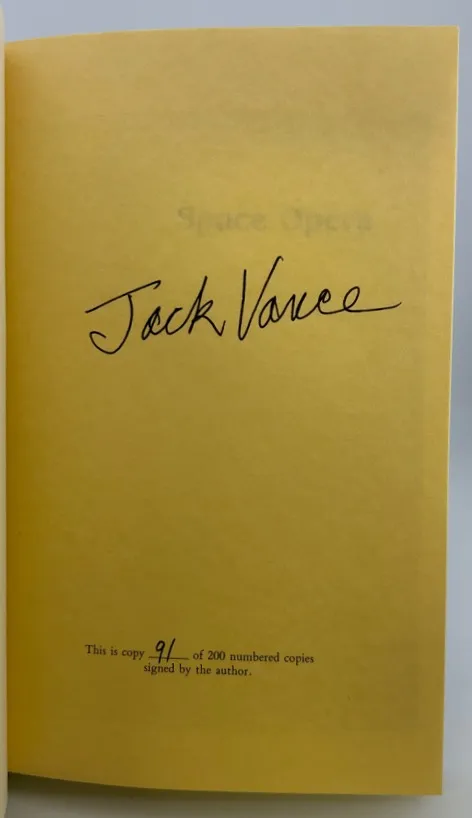 Space Opera
Jack Vance
This is copy 91 of 200 numbered copies
signed by the author.